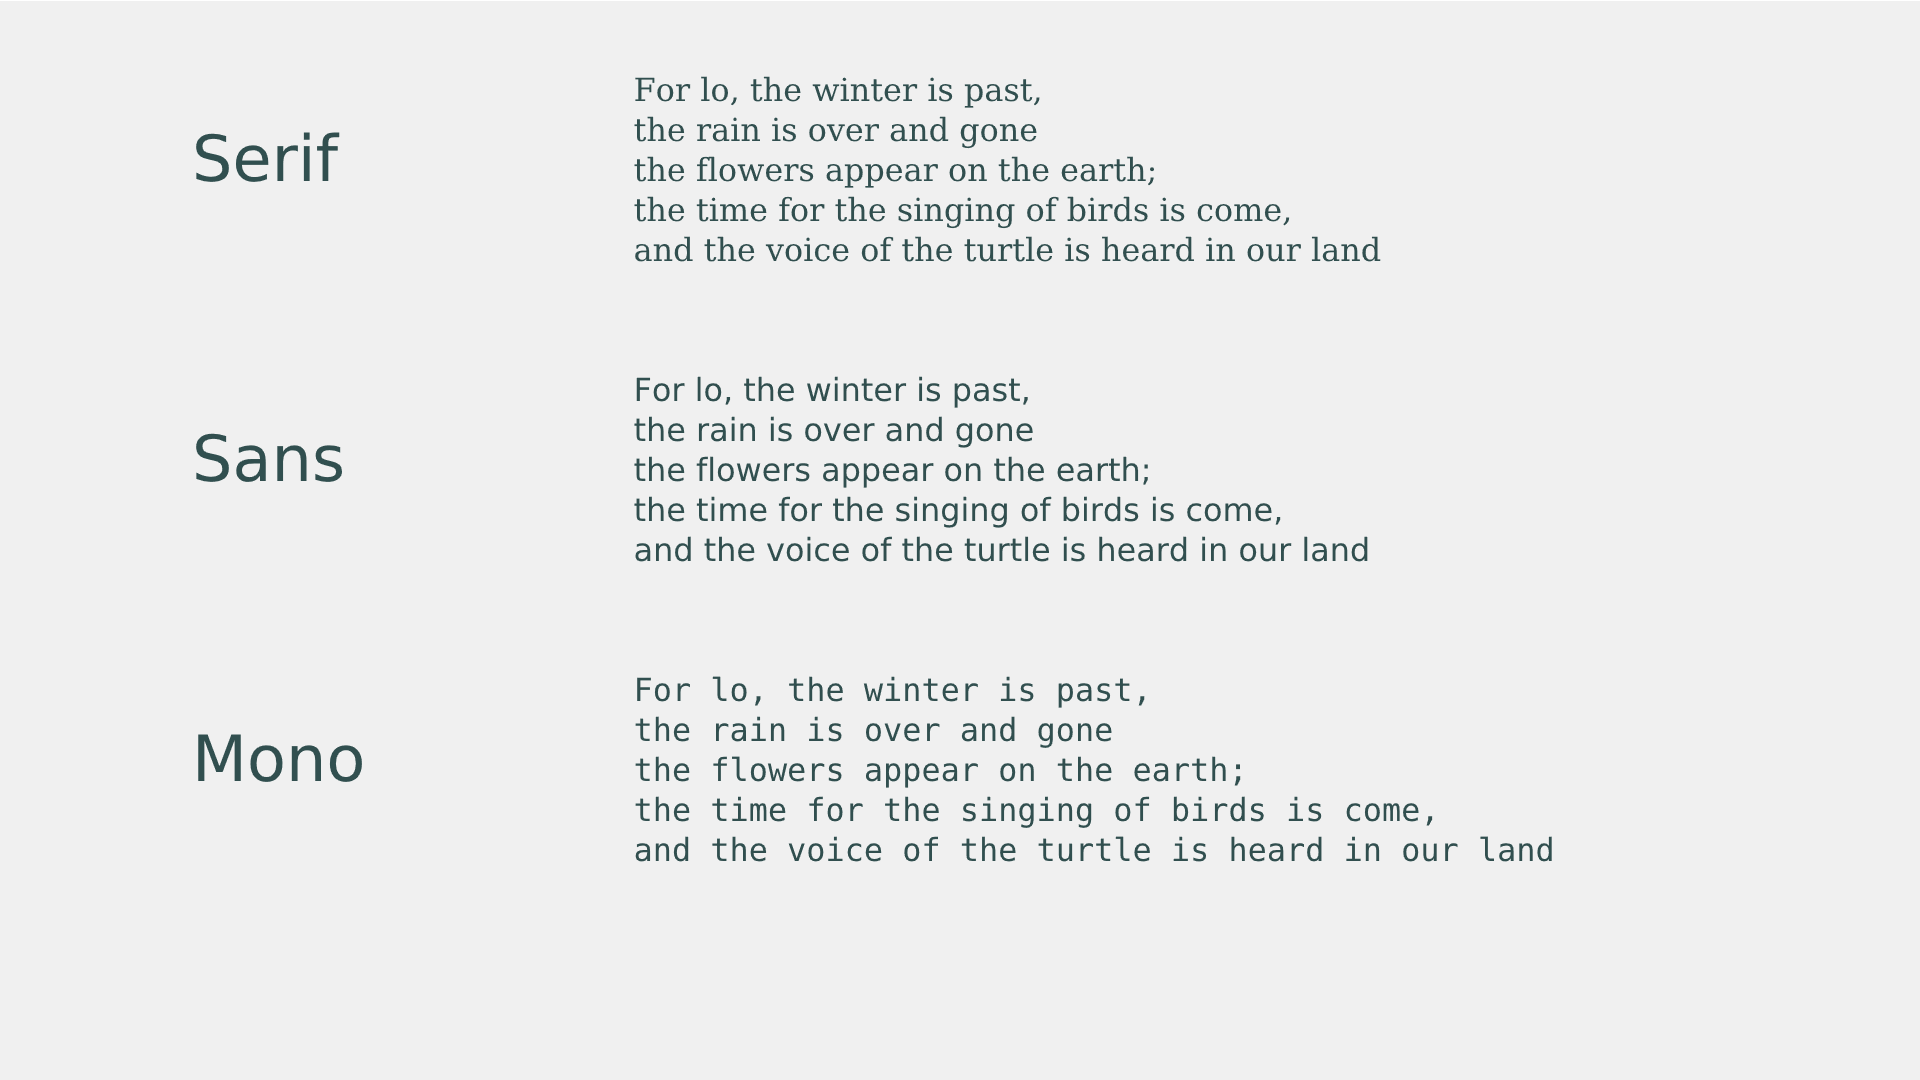 Serif
For lo, the winter is past,
the rain is over and gone
the flowers appear on the earth;
the time for the singing of birds is come,
and the voice of the turtle is heard in our land
Sans
For lo, the winter is past,
the rain is over and gone
the flowers appear on the earth;
the time for the singing of birds is come,
and the voice of the turtle is heard in our land
Mono
For lo, the winter is past,
the rain is over and gone
the flowers appear on the earth;
the time for the singing of birds is come,
and the voice of the turtle is heard in our land